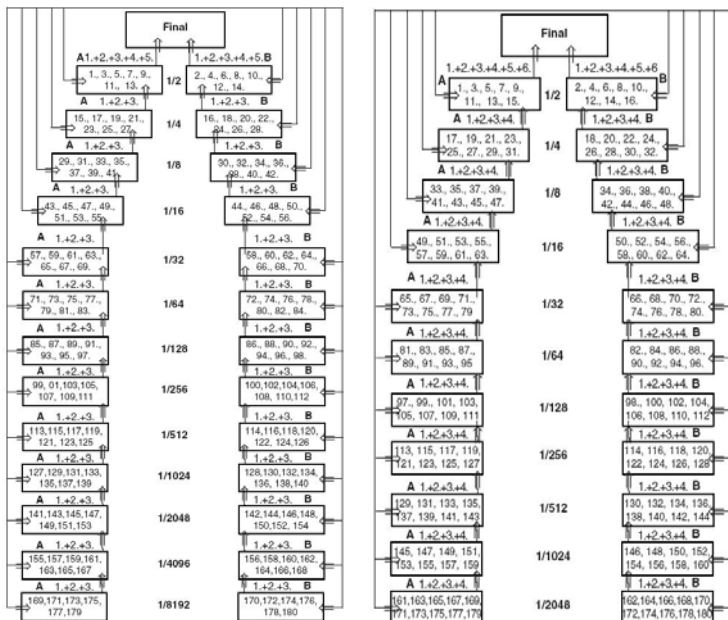 Final
A 1.+2.+3.+4.+5.
1.+2.+3.+4.+5. B
1., 3., 5., 7., 9.,
11., 13.
1/2
2., 4., 6., 8., 10.,
12., 14.
A 1.+2.+3.
1.+2.+3. B
15., 17., 19., 21.,
23., 25., 27.
1/4
16., 18., 20., 22.,
24., 26., 28.
A 1.+2.+3.
1.+2.+3. B
29., 31., 33., 35.,
37., 39., 41.
1/8
30., 32., 34., 36.,
38., 40., 42.
A 1.+2.+3.
1.+2.+3. B
43., 45., 47., 49.,
51., 53., 55.
1/16
44., 46., 48., 50.,
52., 54., 56.
A 1.+2.+3.
1.+2.+3. B
57., 59., 61., 63.,
65., 67., 69.
1/32
58., 60., 62., 64.,
66., 68., 70.
A 1.+2.+3.
1.+2.+3. B
71., 73., 75., 77.,
79., 81., 83.
1/64
72., 74., 76., 78.,
80., 82., 84.
A 1.+2.+3.
1.+2.+3. B
85., 87., 89., 91.,
93., 95., 97.
1/128
86., 88., 90., 92.,
94., 96., 98.
A 1.+2.+3.
1.+2.+3. B
99, 01,103,105,
107, 109,111
1/256
100,102,104,106,
108, 110,112
A 1.+2.+3.
1.+2.+3. B
113,115,117,119,
121, 123,125
1/512
114,116,118,120,
122, 124,126
A 1.+2.+3.
1.+2.+3. B
127,129,131,133,
135,137,139
1/1024
128,130,132,134,
136, 138,140
A 1.+2.+3.
1.+2.+3. B
141,143,145,147,
149,151,153
1/2048
142,144,146,148,
150,152, 154
A 1.+2.+3.
1.+2.+3. B
155,157,159,161,
163,165,167
1/4096
156,158,160,162,
164,166,168
A 1.+2.+3.
1.+2.+3. B
169,171,173,175,
177,179
1/8192
170,172,174,176,
178,180
Final
A 1.+2.+3.+4.+5.+6.
1.+2.+3.+4.+5.+6 B
1., 3., 5., 7., 9.,
11., 13., 15.
1/2
2., 4., 6., 8., 10.,
12., 14., 16.
A 1.+2.+3.+4.
1.+2.+3.+4. B
17., 19., 21., 23.,
25., 27., 29., 31.
1/4
18., 20., 22., 24.,
26., 28., 30., 32.
A 1.+2.+3.+4.
1.+2.+3.+4. B
33., 35., 37., 39.,
41., 43., 45., 47.
1/8
34., 36., 38., 40.,
42., 44., 46., 48.
A 1.+2.+3.+4.
1.+2.+3.+4. B
49., 51., 53., 55.,
57., 59., 61., 63.
1/16
50., 52., 54., 56.,
58., 60., 62., 64.
A 1.+2.+3.+4.
1.+2.+3.+4. B
65., 67., 69., 71.,
73., 75., 77., 79
1/32
66., 68., 70., 72.,
74., 76., 78., 80.
A 1.+2.+3.+4.
1.+2.+3.+4. B
81., 83., 85., 87.,
89., 91., 93., 95
1/64
82., 84., 86., 88.,
90., 92., 94., 96.
A 1.+2.+3.+4.
1.+2.+3.+4. B
97., 99., 101, 103,
105, 107, 109, 111
1/128
98., 100, 102, 104,
106, 108, 110, 112
A 1.+2.+3.+4.
1.+2.+3.+4. B
113, 115, 117, 119,
121, 123, 125, 127
1/256
114, 116, 118, 120,
122, 124, 126, 128
A 1.+2.+3.+4.
1.+2.+3.+4. B
129, 131, 133, 135,
137, 139, 141, 143
1/512
130, 132, 134, 136,
138, 140, 142, 144
A 1.+2.+3.+4.
1.+2.+3.+4. B
145, 147, 149, 151,
153, 155, 157, 159
1/1024
146, 148, 150, 152,
154, 156, 158, 160
A 1.+2.+3.+4.
1.+2.+3.+4. B
161,163,165,167,169,
171,173,175,177,179
1/2048
162,164,166,168,170
172,174,176,178,180